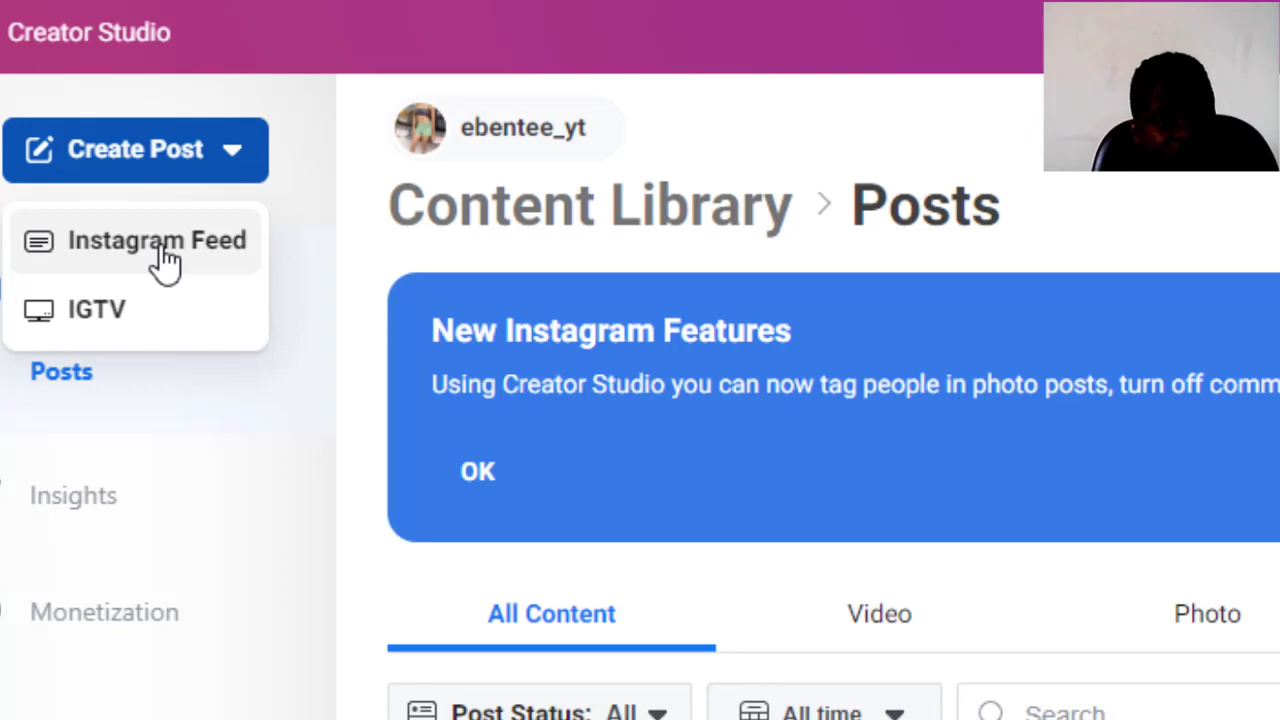 Creator Studio
Create Post
Instagram Feed
IGTV
Posts
Insights
Monetization
ebentee_yt
Content Library > Posts
New Instagram Features
Using Creator Studio you can now tag people in photo posts, turn off comm
OK
All Content Video Photo
Post Status: All All time Search